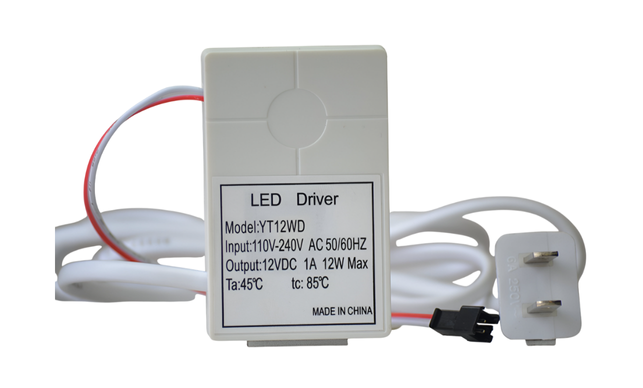 LED Driver
Model:YT12WD
Input:110V-240V AC 50/60HZ
Output:12VDC 1A 12W Max
Ta:45℃ tc: 85℃
MADE IN CHINA